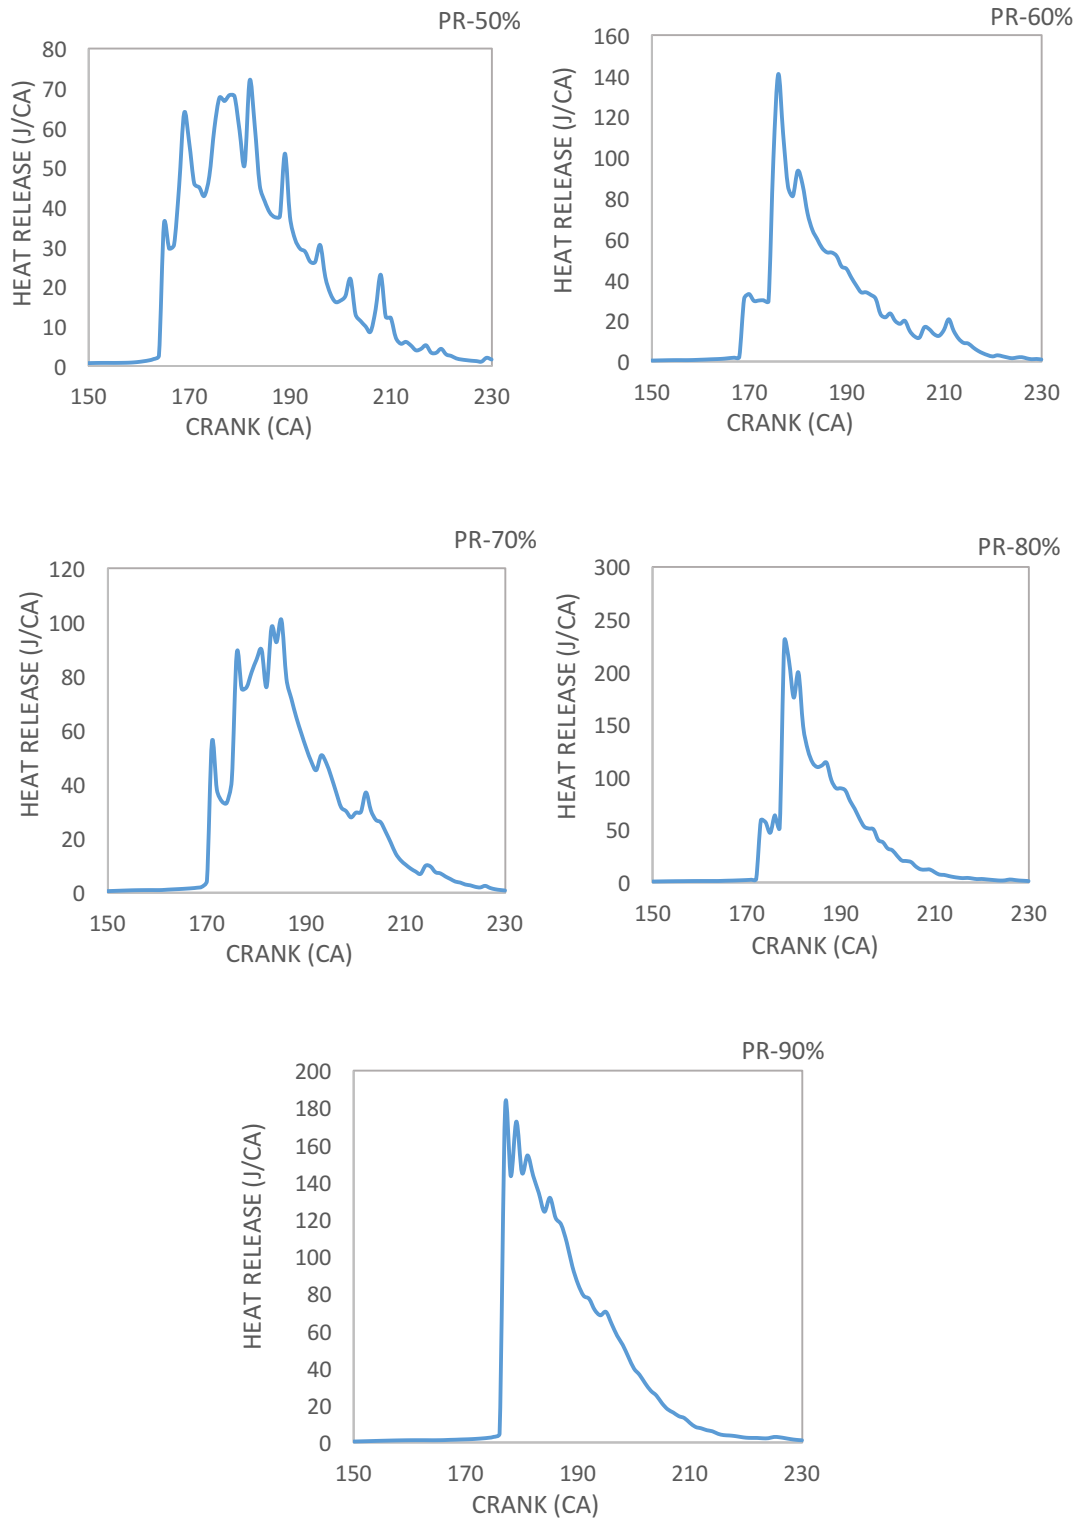 PR-50%
80
70
60
50
40
30
20
10
0
HEAT RELEASE (J/CA)
150 170 190 210 230
CRANK (CA)
PR-60%
160
140
120
100
80
60
40
20
0
HEAT RELEASE (J/CA)
150 170 190 210 230
CRANK (CA)
PR-70%
120
100
80
60
40
20
0
HEAT RELEASE (J/CA)
150 170 190 210 230
CRANK (CA)
PR-80%
300
250
200
150
100
50
0
HEAT RELEASE (J/CA)
150 170 190 210 230
CRANK (CA)
PR-90%
200
180
160
140
120
100
80
60
40
20
0
HEAT RELEASE (J/CA)
150 170 190 210 230
CRANK (CA)